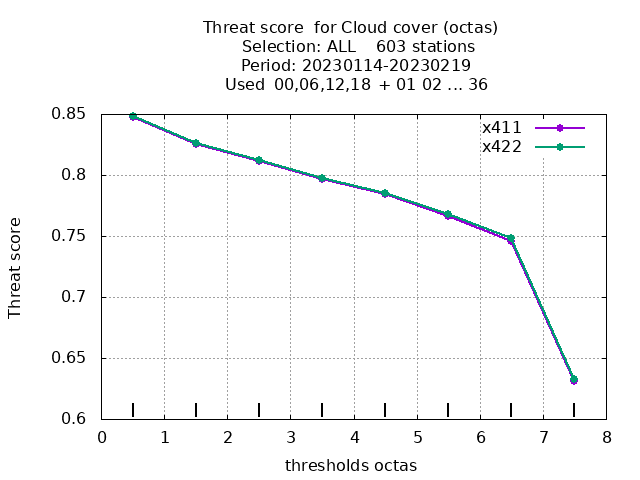 Threat score  for Cloud cover (octas)
Selection: ALL    603 stations
Period: 20230114-20230219
Used  00,06,12,18  + 01 02 ... 36
x411
x422
0.85
0.8
0.75
0.7
0.65
0.6
Threat score
0 1 2 3 4 5 6 7 8
thresholds octas